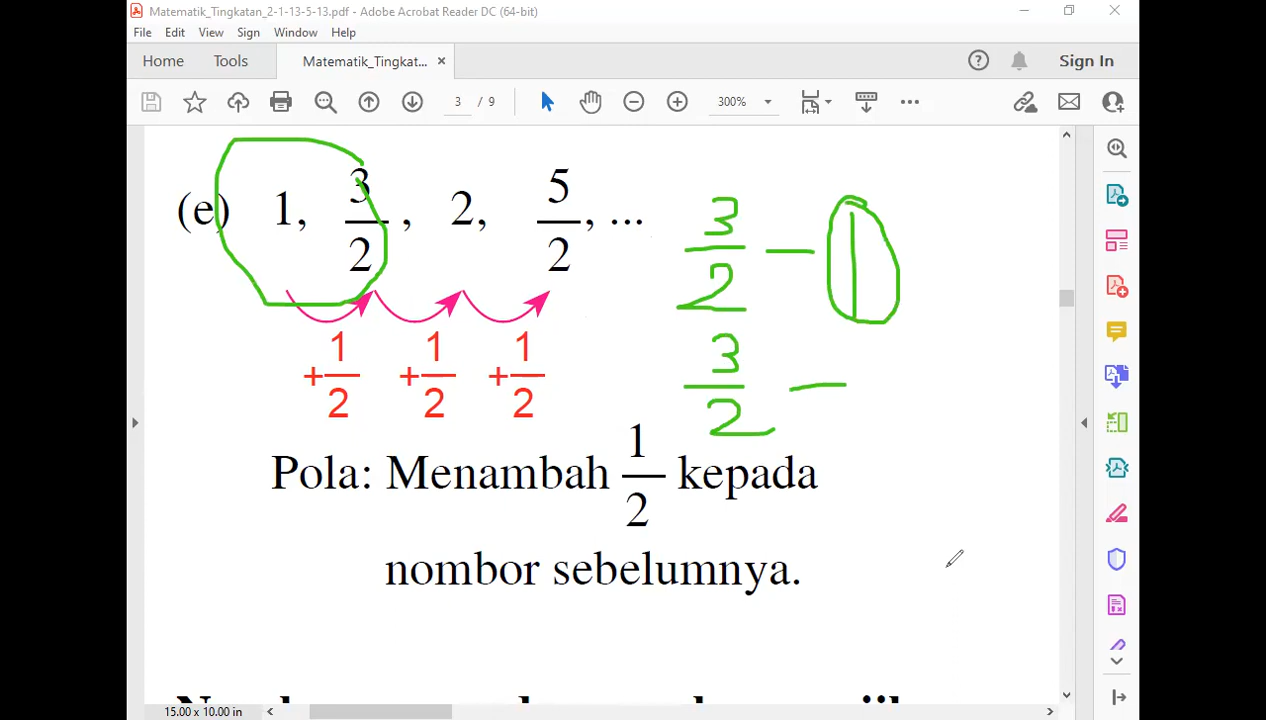 Matematik_Tingkatan_2-1-13-5-13.pdf - Adobe Acrobat Reader DC (64-bit)
File Edit View Sign Window Help
Home Tools Matematik_Tingkat... × Sign In
3 / 9 300%
(e) 1, 3/2, 2, 5/2, ...
3/2 − 1
+1/2 +1/2 +1/2
3/2 −
Pola: Menambah 1/2 kepada
nombor sebelumnya.
15.00 x 10.00 in